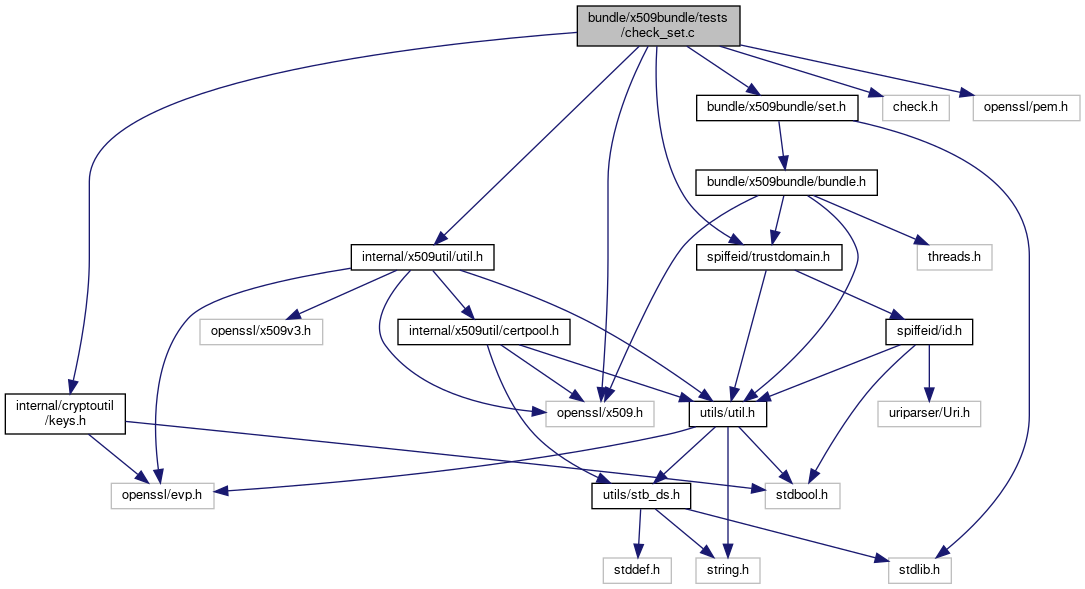 bundle/x509bundle/tests
/check_set.c
bundle/x509bundle/set.h
check.h
openssl/pem.h
bundle/x509bundle/bundle.h
internal/x509util/util.h
spiffeid/trustdomain.h
threads.h
openssl/x509v3.h
internal/x509util/certpool.h
spiffeid/id.h
internal/cryptoutil
/keys.h
openssl/x509.h
utils/util.h
uriparser/Uri.h
openssl/evp.h
utils/stb_ds.h
stdbool.h
stddef.h
string.h
stdlib.h